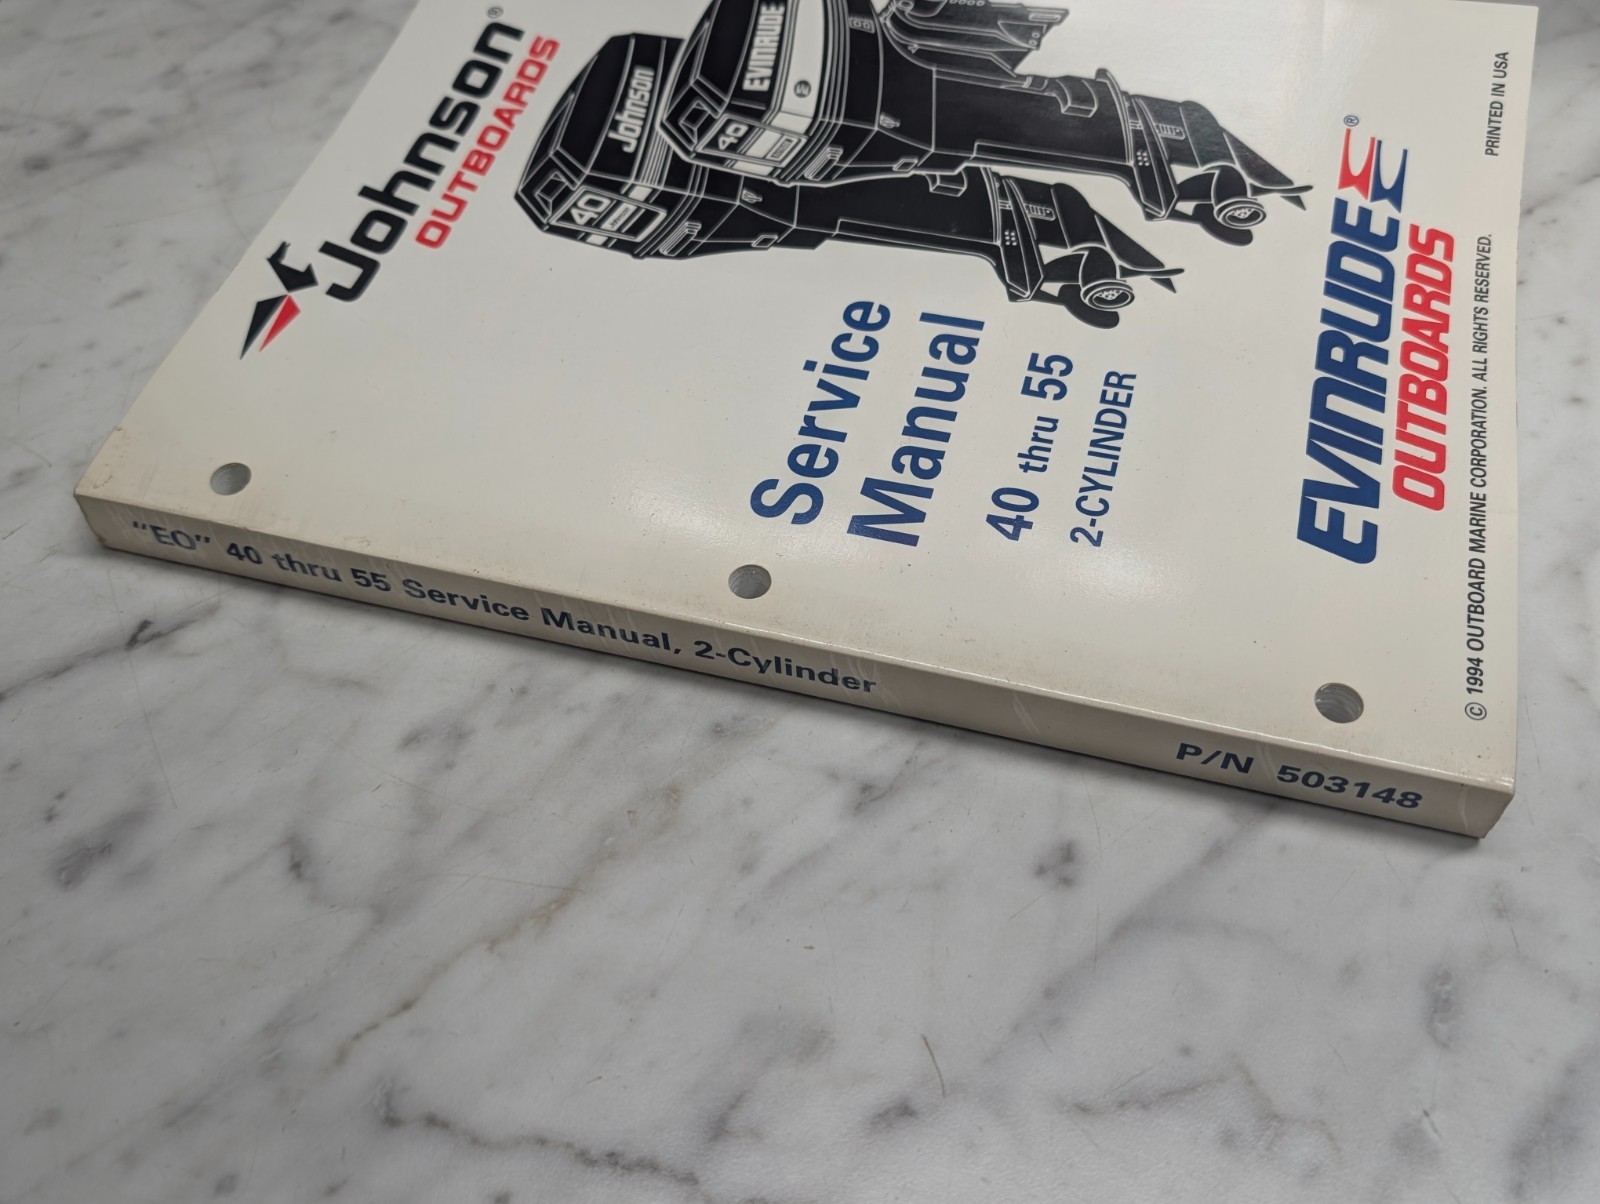 Johnson®
OUTBOARDS
Johnson
40
EVINRUDE
40
E
Service
Manual
40 thru 55
2-CYLINDER
EVINRUDE®
OUTBOARDS
© 1994 OUTBOARD MARINE CORPORATION. ALL RIGHTS RESERVED.
PRINTED IN USA
"EO" 40 thru 55 Service Manual, 2-Cylinder
P/N 503148